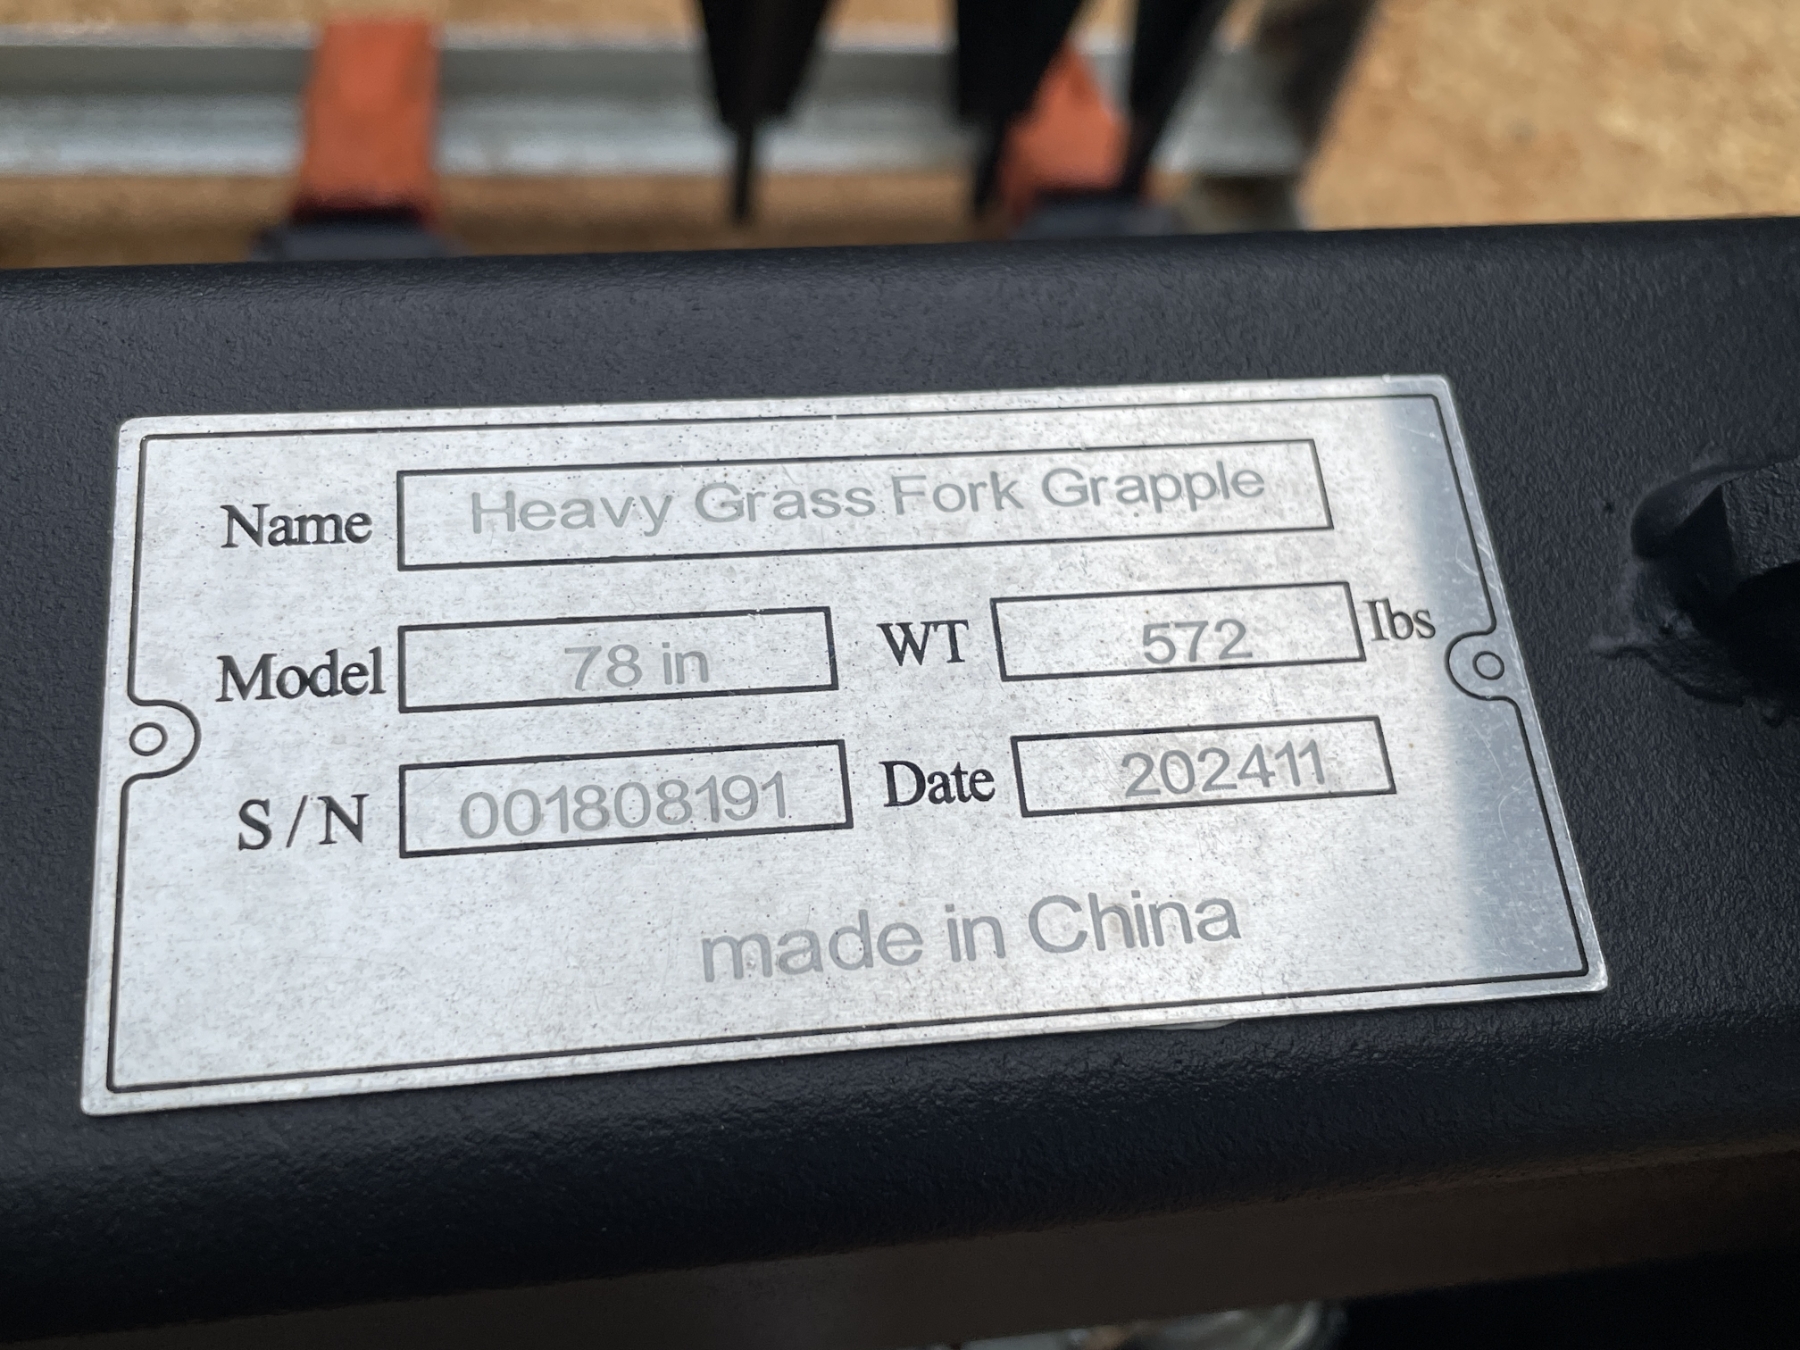 Name Heavy Grass Fork Grapple
Model 78 in WT 572 lbs
S/N 001808191 Date 202411
made in China